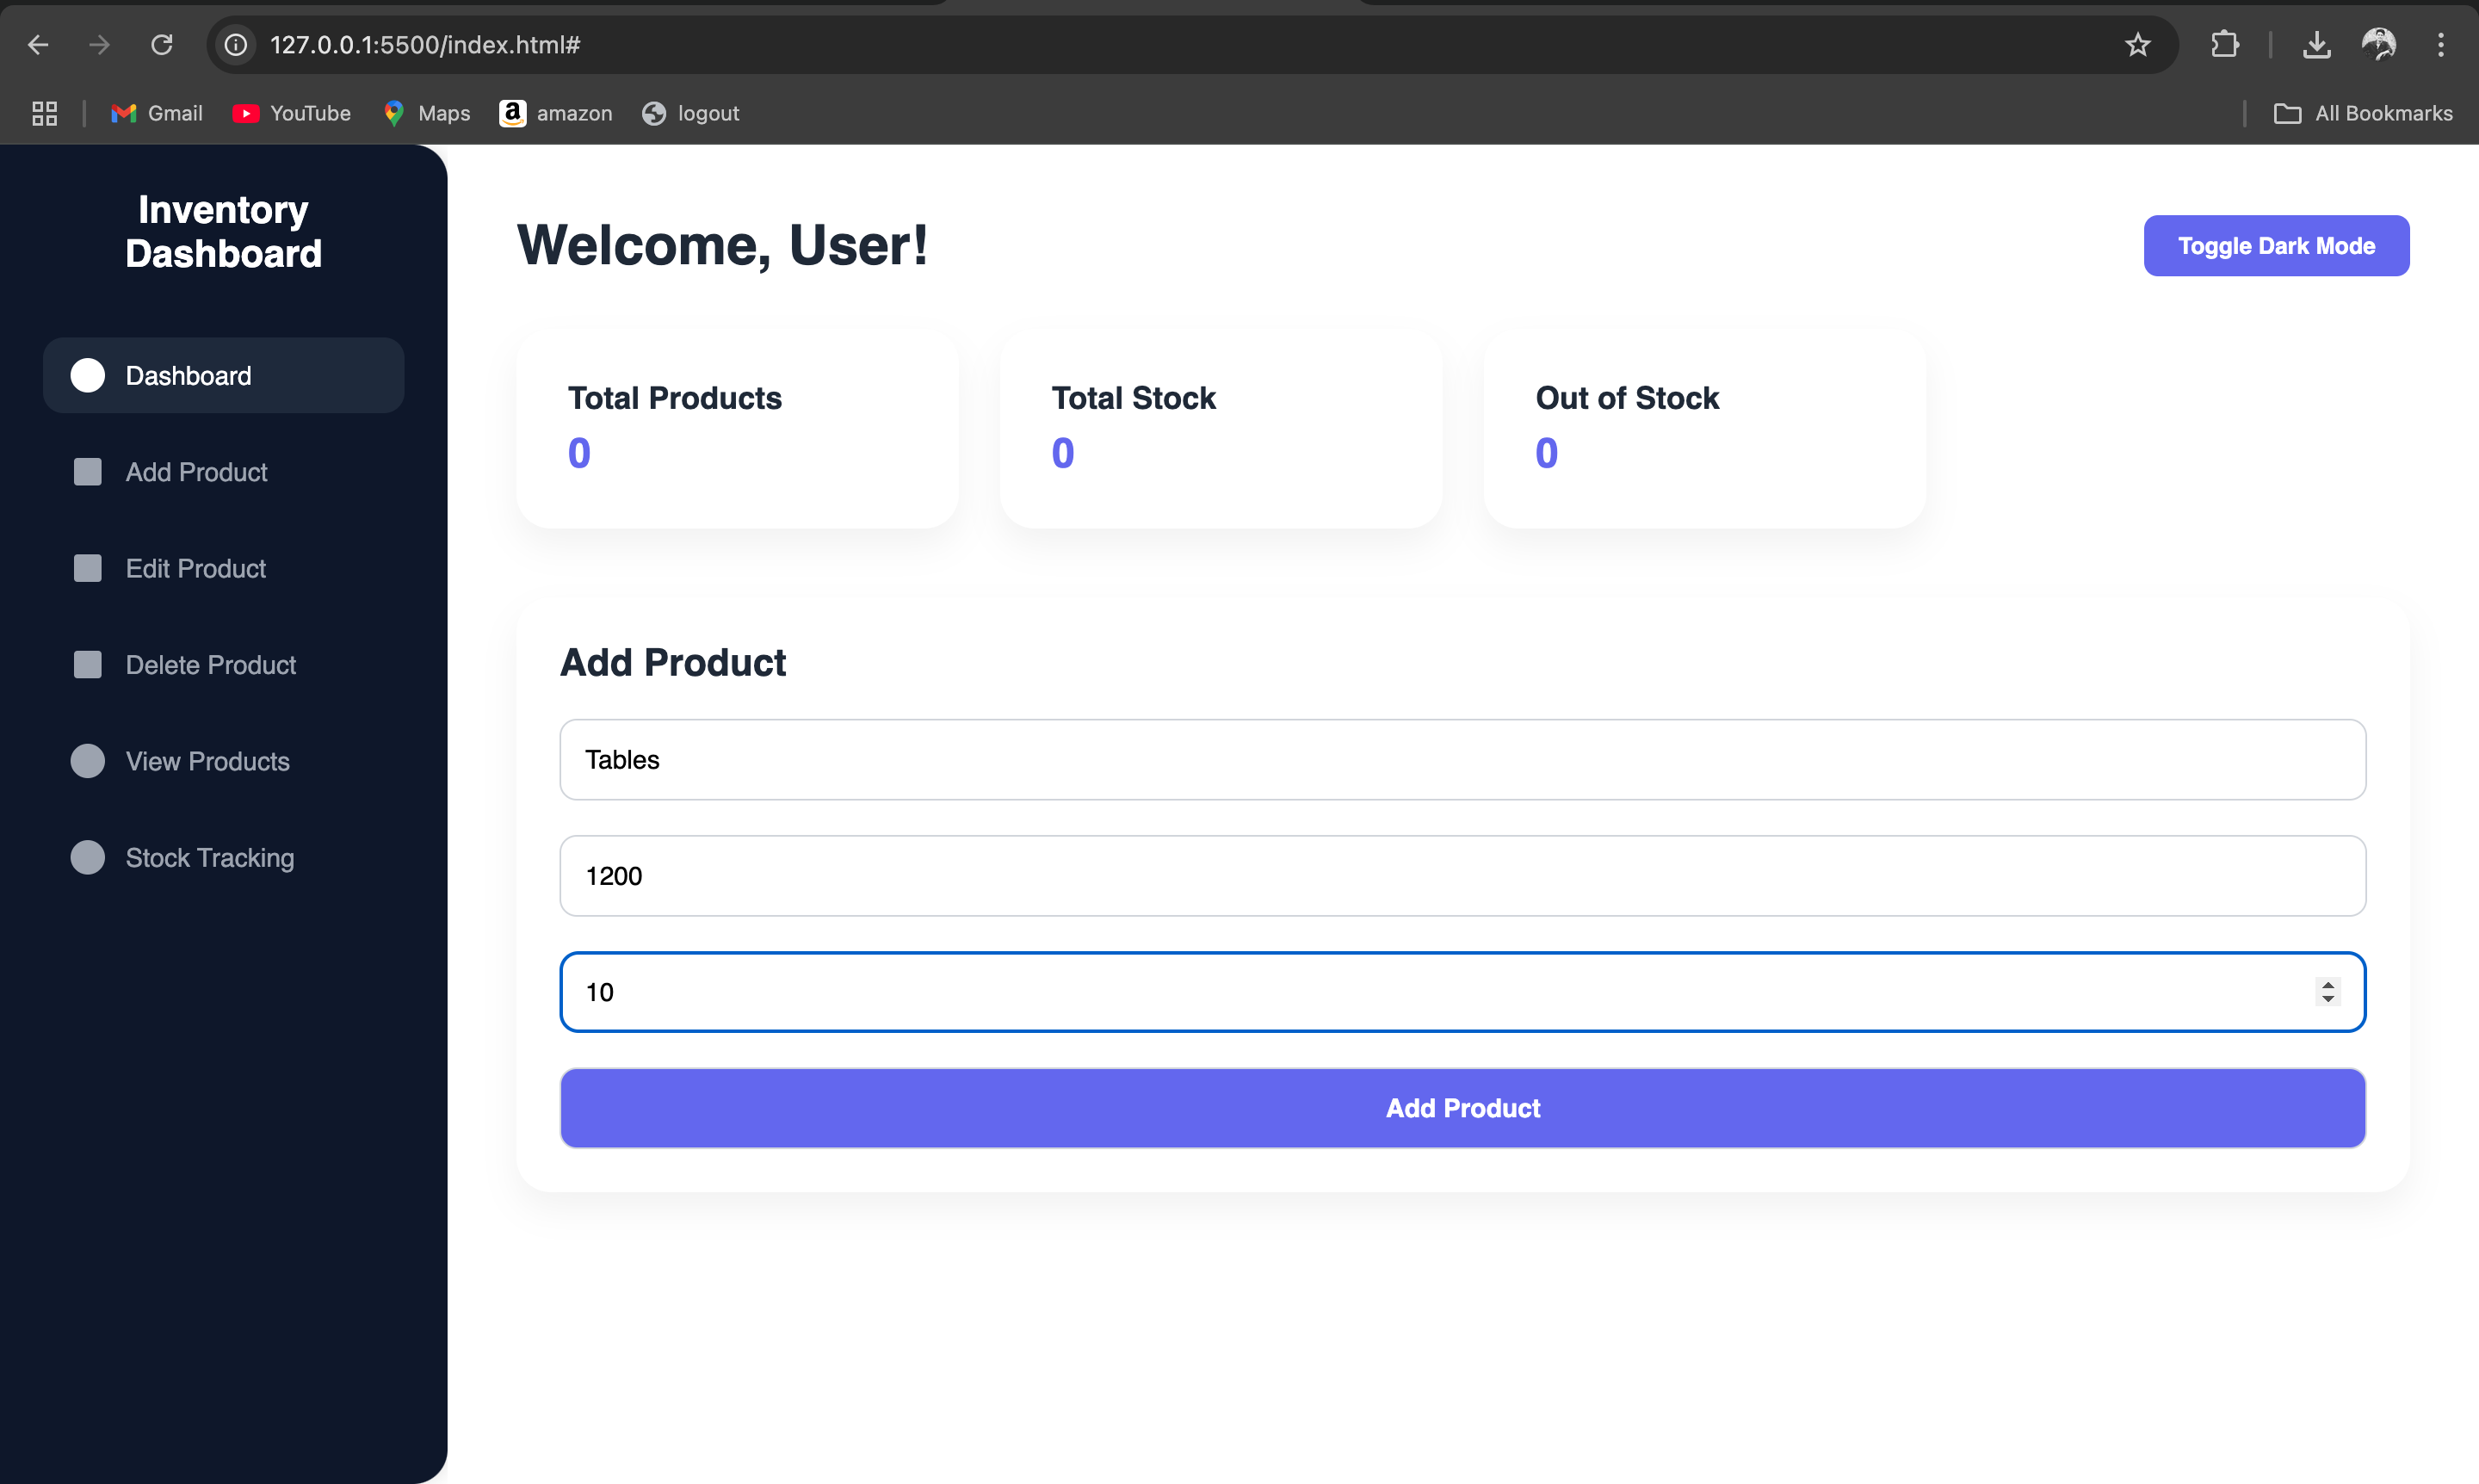 127.0.0.1:5500/index.html#
Gmail
YouTube
Maps
amazon
logout
All Bookmarks
Inventory
Dashboard
Dashboard
Add Product
Edit Product
Delete Product
View Products
Stock Tracking
Welcome, User!
Toggle Dark Mode
Total Products
0
Total Stock
0
Out of Stock
0
Add Product
Tables
1200
10
Add Product